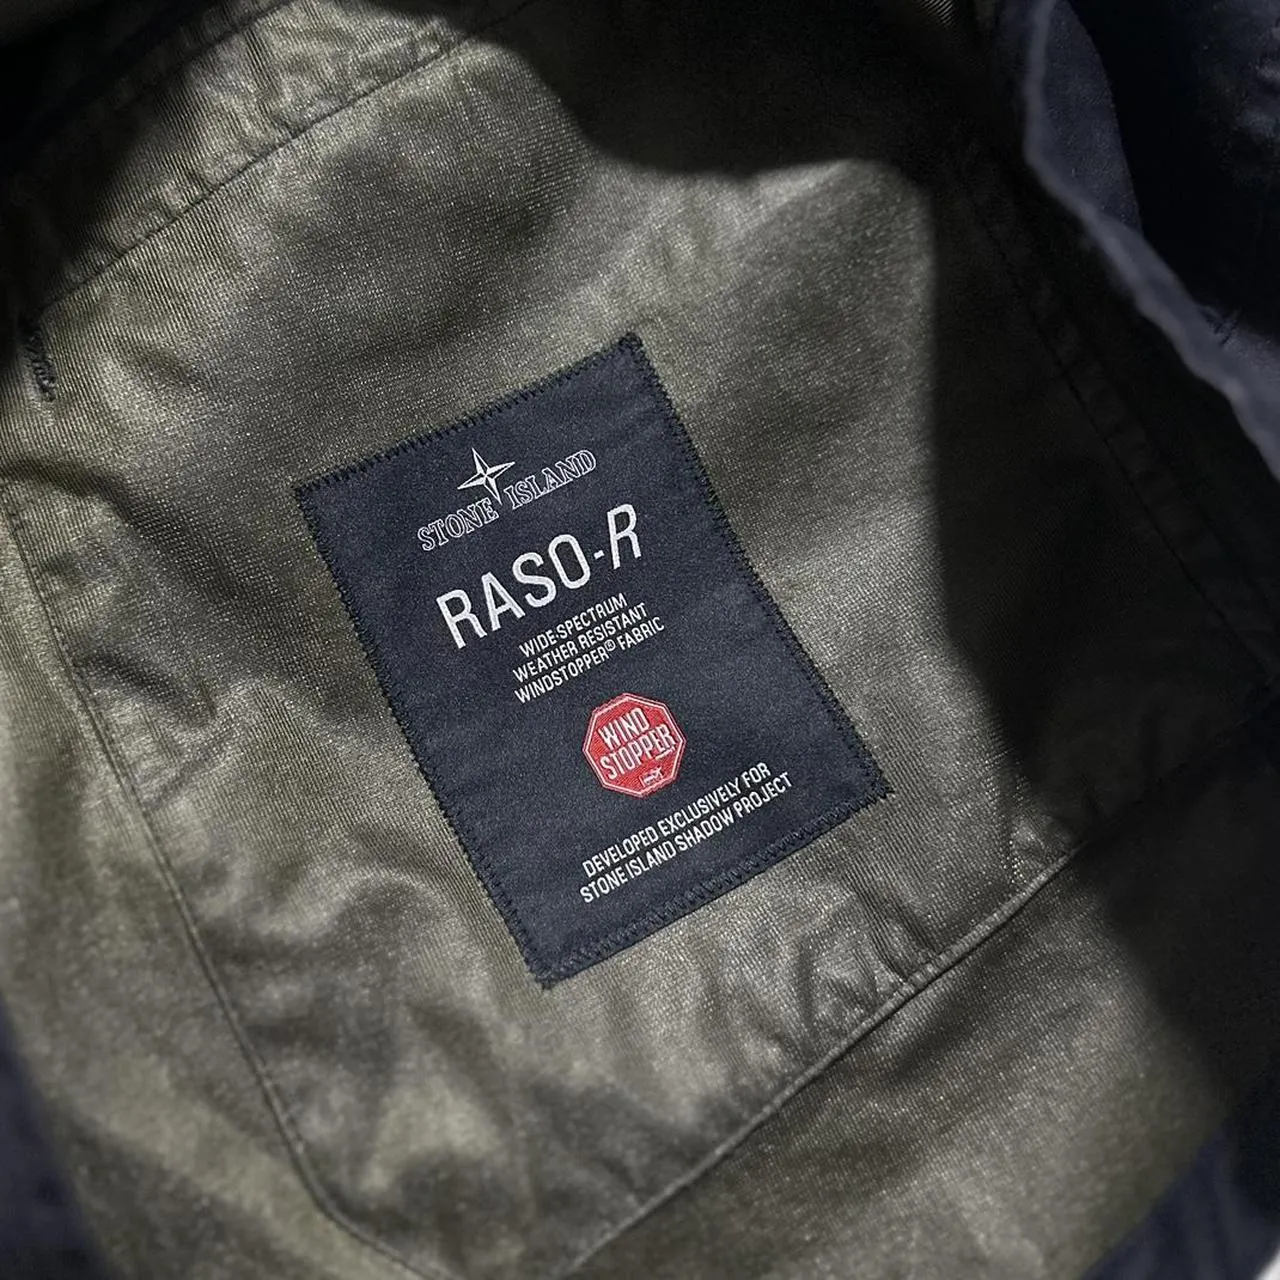 STONE ISLAND
RASO-R
WIDE SPECTRUM
WEATHER RESISTANT
WINDSTOPPER® FABRIC
WIND
STOPPER
DEVELOPED EXCLUSIVELY FOR
STONE ISLAND SHADOW PROJECT